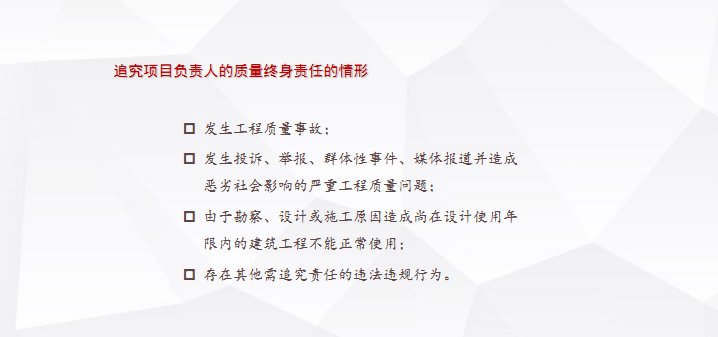 追究项目负责人的质量终身责任的情形
发生工程质量事故；
发生投诉、举报、群体性事件、媒体报道并造成
恶劣社会影响的严重工程质量问题；
由于勘察、设计或施工原因造成尚在设计使用年
限内的建筑工程不能正常使用；
存在其他需追究责任的违法违规行为。